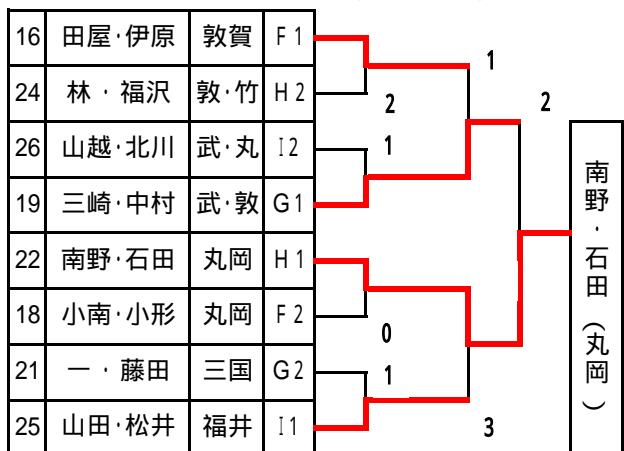 16 田屋・伊原 敦賀 F1
24 林・福沢 敦・竹 H2
26 山越・北川 武・丸 I2
19 三崎・中村 武・敦 G1
22 南野・石田 丸岡 H1
18 小南・小形 丸岡 F2
21 一・藤田 三国 G2
25 山田・松井 福井 I1
1
2
2
1
0
1
3
南野・石田(丸岡)